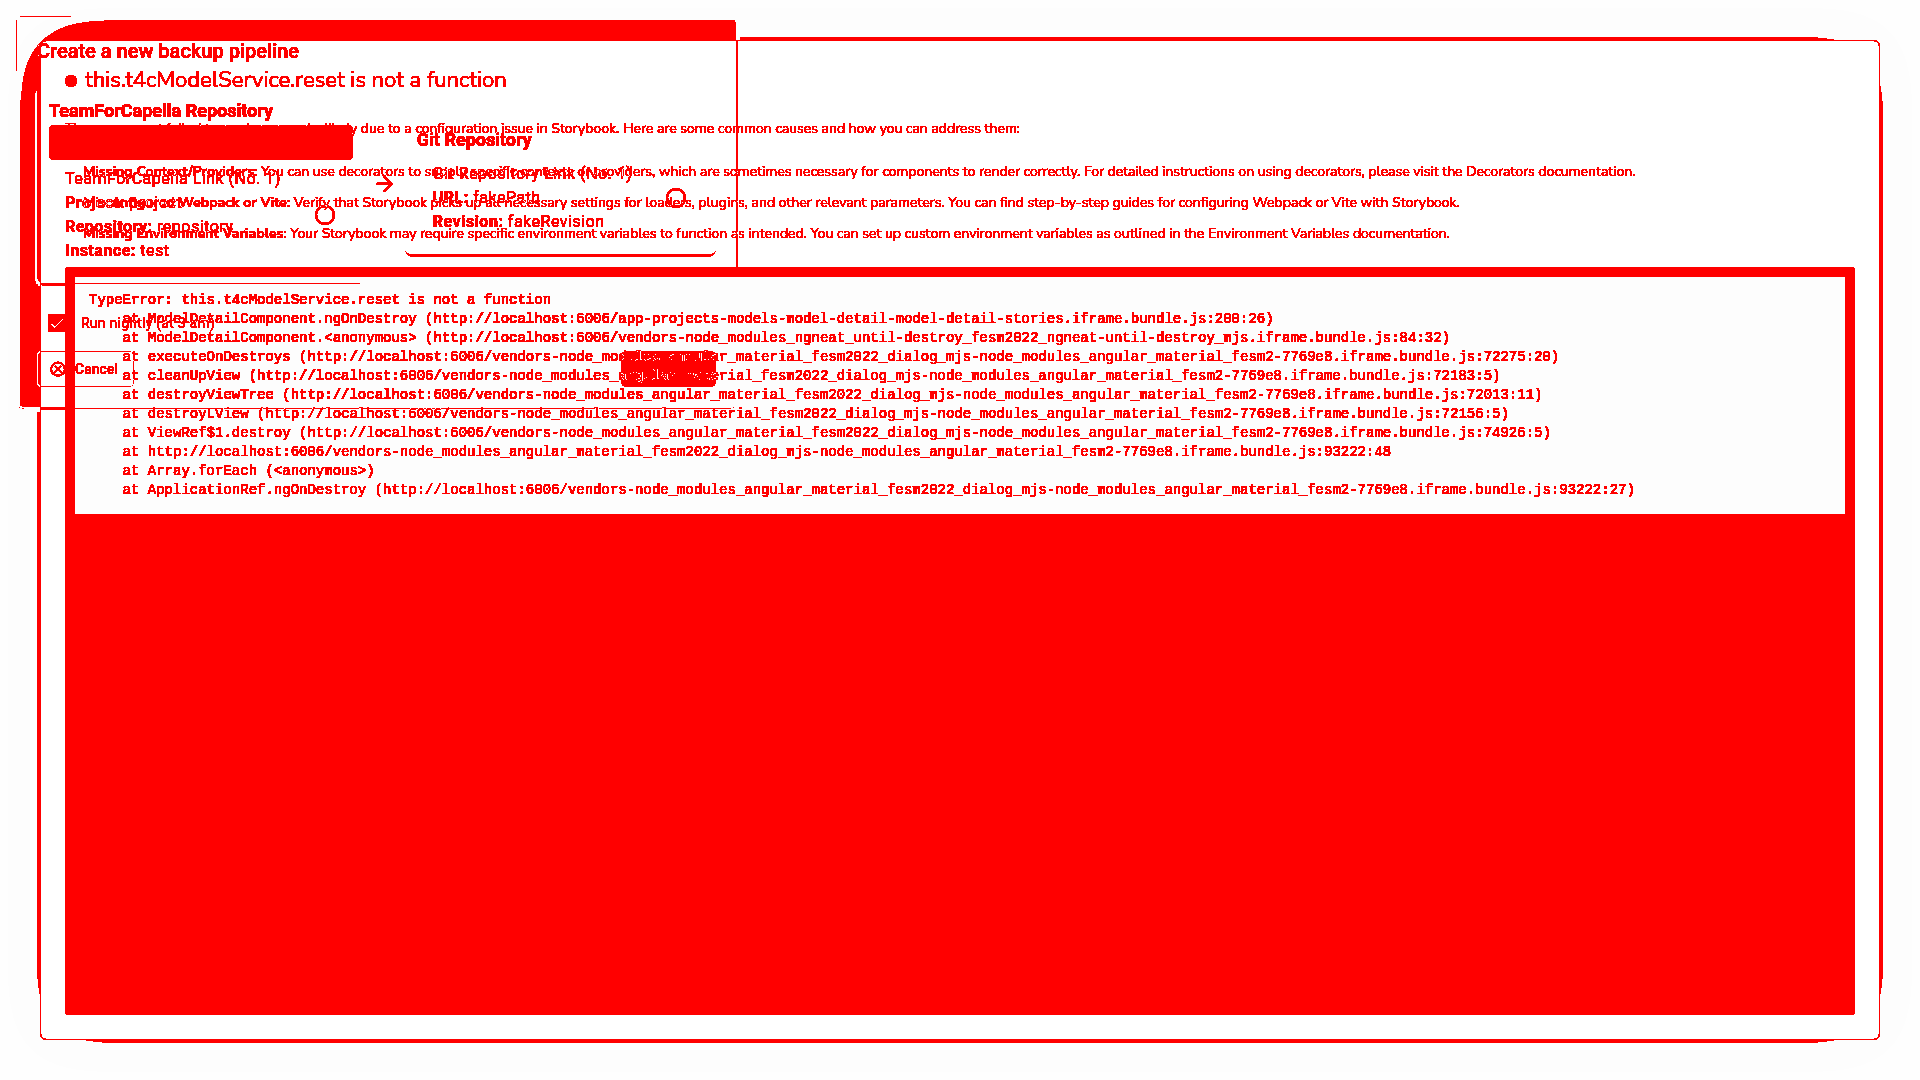 Create a new backup pipeline
this.t4cModelService.reset is not a function
TeamForCapella Repository
due to a configuration issue in Storybook. Here are some common causes and how you can address them:
Git Repository
Missing Context/Providers: You can use decorators to supply specific contexts or providers, which are sometimes necessary for components to render correctly. For detailed instructions on using decorators, please visit the Decorators documentation.
TeamForCapella Link (No. 1)
Git Repository Link (No. 1)
URL: fakePath
Webpack or Vite: Verify that Storybook picks up all necessary settings for loaders, plugins, and other relevant parameters. You can find step-by-step guides for configuring Webpack or Vite with Storybook.
Project: project
Revision: fakeRevision
Repository: repository
Missing Environment Variables: Your Storybook may require specific environment variables to function as intended. You can set up custom environment variables as outlined in the Environment Variables documentation.
Instance: test
TypeError: this.t4cModelService.reset is not a function
at ModelDetailComponent.ngOnDestroy (http://localhost:6006/app-projects-models-model-detail-model-detail-stories.iframe.bundle.js:200:26)
Run nightly (at 3 am)
at ModelDetailComponent.<anonymous> (http://localhost:6006/vendors-node_modules_ngneat_until-destroy_fesm2022_ngneat-until-destroy_mjs.iframe.bundle.js:84:32)
at executeOnDestroys (http://localhost:6006/vendors-node_modules_angular_material_fesm2022_dialog_mjs-node_modules_angular_material_fesm2-7769e8.iframe.bundle.js:72275:20)
Cancel
at cleanUpView (http://localhost:6006/vendors-node_modules_angular_material_fesm2022_dialog_mjs-node_modules_angular_material_fesm2-7769e8.iframe.bundle.js:72183:5)
at destroyViewTree (http://localhost:6006/vendors-node_modules_angular_material_fesm2022_dialog_mjs-node_modules_angular_material_fesm2-7769e8.iframe.bundle.js:72013:11)
at destroyLView (http://localhost:6006/vendors-node_modules_angular_material_fesm2022_dialog_mjs-node_modules_angular_material_fesm2-7769e8.iframe.bundle.js:72156:5)
at ViewRef$1.destroy (http://localhost:6006/vendors-node_modules_angular_material_fesm2022_dialog_mjs-node_modules_angular_material_fesm2-7769e8.iframe.bundle.js:74926:5)
at http://localhost:6006/vendors-node_modules_angular_material_fesm2022_dialog_mjs-node_modules_angular_material_fesm2-7769e8.iframe.bundle.js:93222:48
at Array.forEach (<anonymous>)
at ApplicationRef.ngOnDestroy (http://localhost:6006/vendors-node_modules_angular_material_fesm2022_dialog_mjs-node_modules_angular_material_fesm2-7769e8.iframe.bundle.js:93222:27)